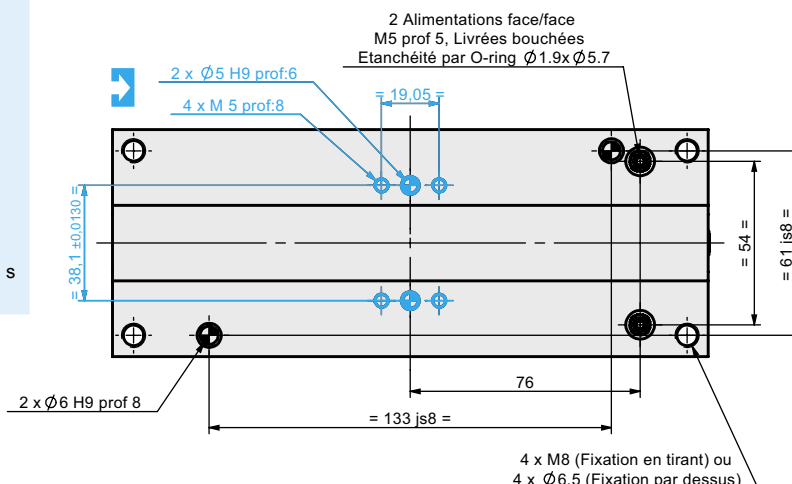 2 Alimentations face/face
M5 prof 5, Livrées bouchées
Etanchéité par O-ring Ø1.9xØ5.7
2 x Ø5 H9 prof:6
4 x M 5 prof:8
= 19,05 =
= 38,1 ±0,0130 =
= 54 =
= 61 js8 =
s
76
2 x Ø6 H9 prof 8
= 133 js8 =
4 x M8 (Fixation en tirant) ou
4 x Ø6.5 (Fixation par dessus)